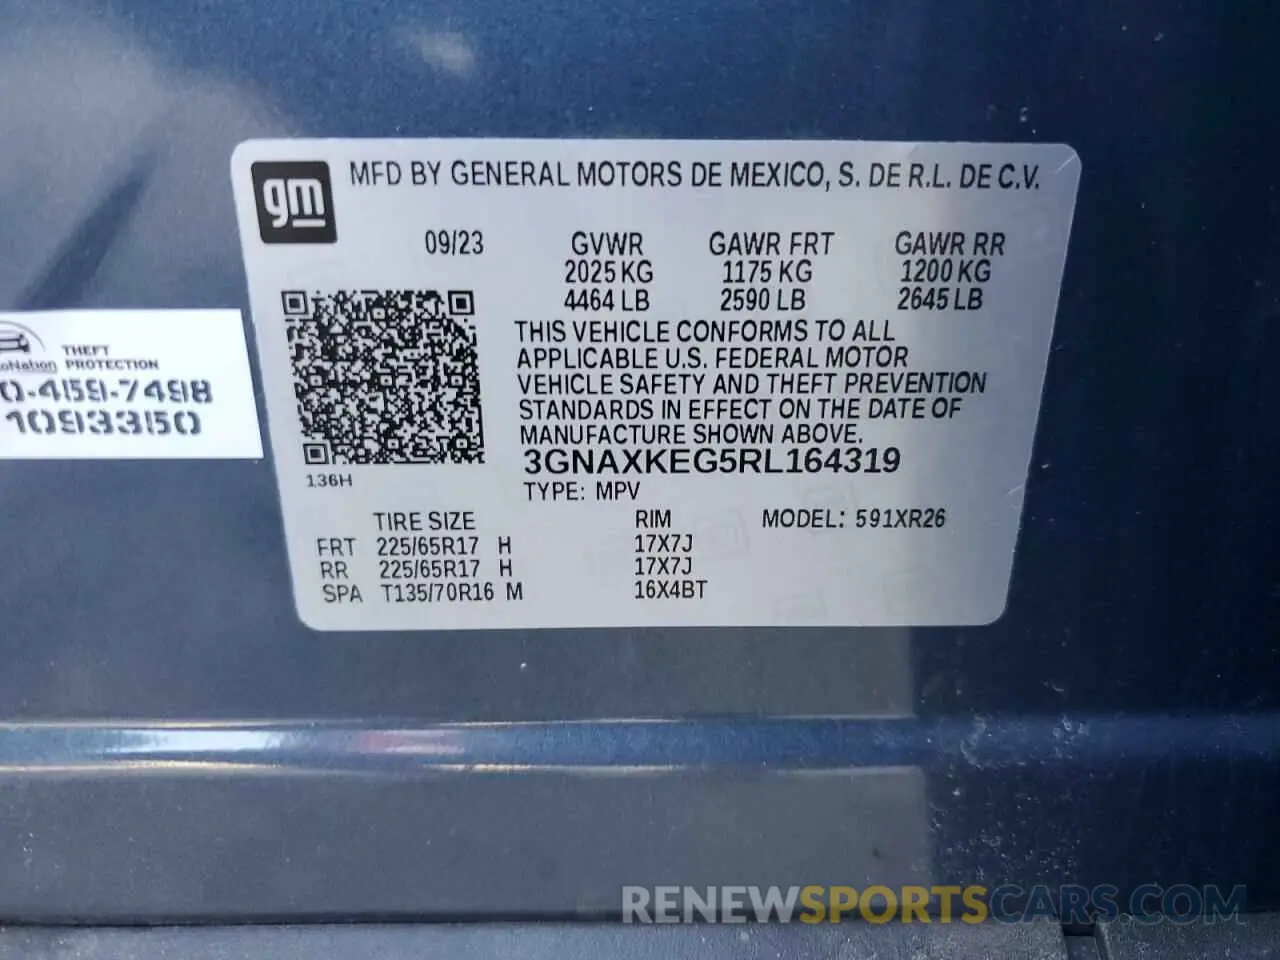 gm
MFD BY GENERAL MOTORS DE MEXICO, S. DE R.L. DE C.V.
09/23 GVWR GAWR FRT GAWR RR
2025 KG 1175 KG 1200 KG
4464 LB 2590 LB 2645 LB
THIS VEHICLE CONFORMS TO ALL
APPLICABLE U.S. FEDERAL MOTOR
VEHICLE SAFETY AND THEFT PREVENTION
STANDARDS IN EFFECT ON THE DATE OF
MANUFACTURE SHOWN ABOVE.
136H
3GNAXKEG5RL164319
TYPE: MPV
TIRE SIZE RIM MODEL: 591XR26
FRT 225/65R17 H 17X7J
RR 225/65R17 H 17X7J
SPA T135/70R16 M 16X4BT
THEFT
PROTECTION
0-459-7498
1093350
RENEWSPORTSCARS.COM